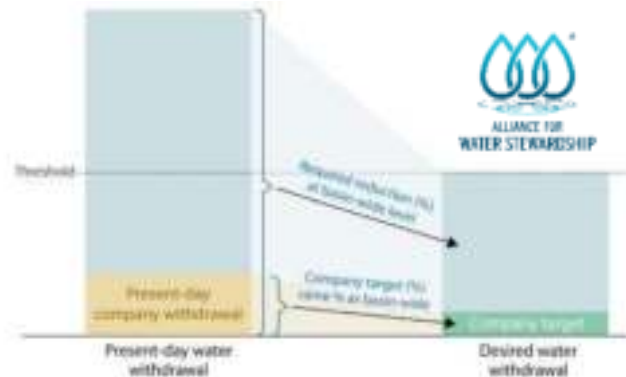 ALLIANCE FOR
WATER STEWARDSHIP
Threshold
Required reduction (%)
at basin-wide level
Company target (%)
same % as basin-wide
Present-day
company withdrawal
Company target
Present-day water
withdrawal
Desired water
withdrawal